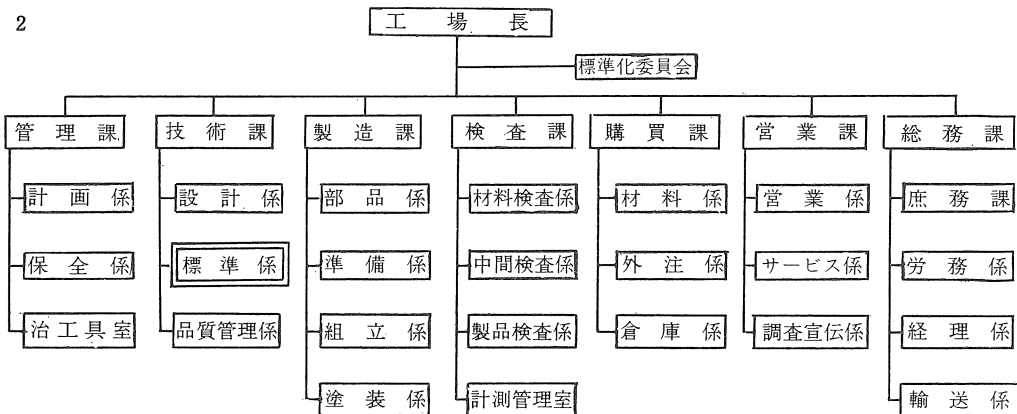 2
工場長
標準化委員会
管理課 技術課 製造課 検査課 購買課 営業課 総務課
計画係 設計係 部品係 材料検査係 材料係 営業係 庶務課
保全係 標準係 準備係 中間検査係 外注係 サービス係 労務係
治工具室 品質管理係 組立係 製品検査係 倉庫係 調査宣伝係 経理係
塗装係 計測管理室 輸送係